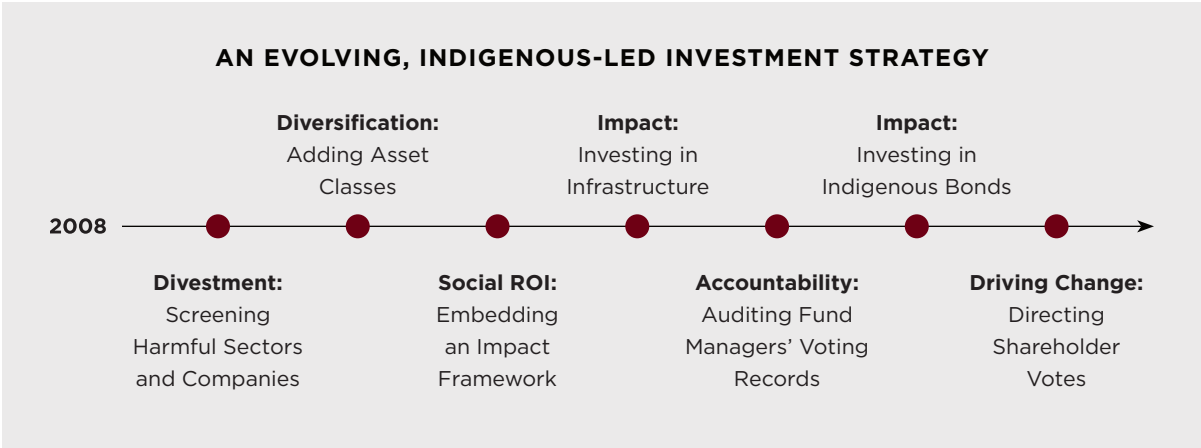 AN EVOLVING, INDIGENOUS-LED INVESTMENT STRATEGY
Diversification:
Adding Asset
Classes
Impact:
Investing in
Infrastructure
Impact:
Investing in
Indigenous Bonds
2008
Divestment:
Screening
Harmful Sectors
and Companies
Social ROI:
Embedding
an Impact
Framework
Accountability:
Auditing Fund
Managers’ Voting
Records
Driving Change:
Directing
Shareholder
Votes